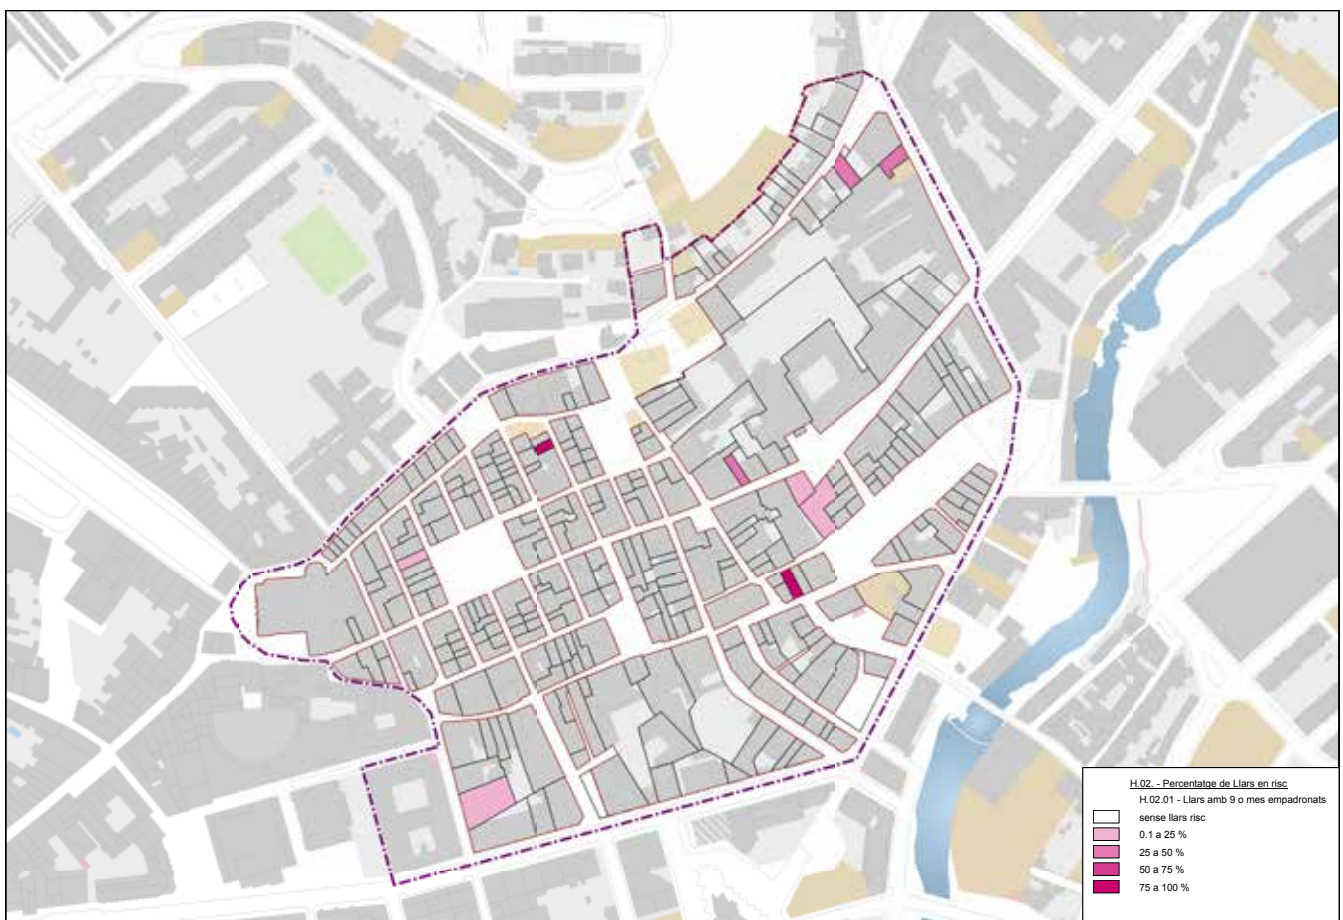 H.02. - Percentatge de Llars en risc
H.02.01 - Llars amb 9 o mes empadronats
sense llars risc
0.1 a 25 %
25 a 50 %
50 a 75 %
75 a 100 %